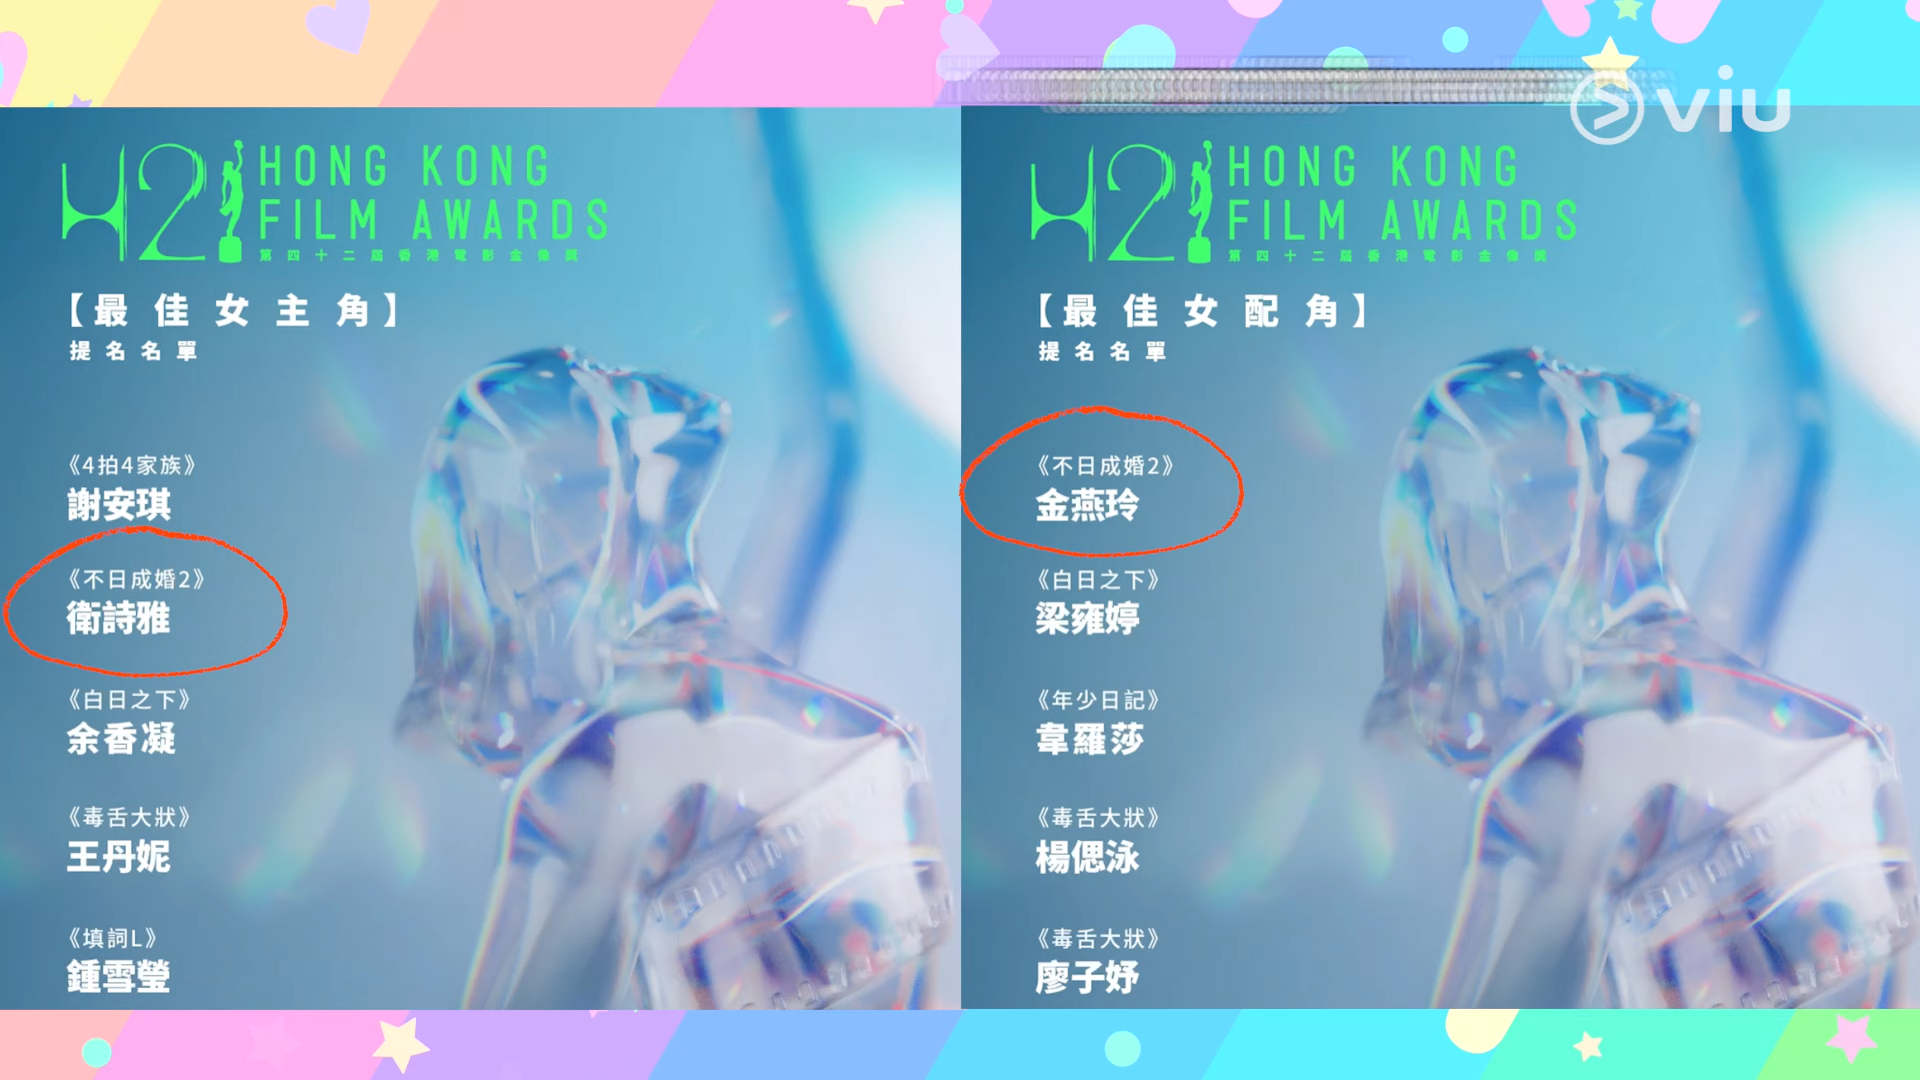 viu
42 HONG KONG
FILM AWARDS
第四十二屆香港電影金像獎
【最佳女主角】
提名名單
《4拍4家族》
謝安琪
《不日成婚2》
衛詩雅
《白日之下》
余香凝
《毒舌大狀》
王丹妮
《填詞L》
鍾雪瑩
42 HONG KONG
FILM AWARDS
第四十二屆香港電影金像獎
【最佳女配角】
提名名單
《不日成婚2》
金燕玲
《白日之下》
梁雍婷
《年少日記》
韋羅莎
《毒舌大狀》
楊偲泳
《毒舌大狀》
廖子妤